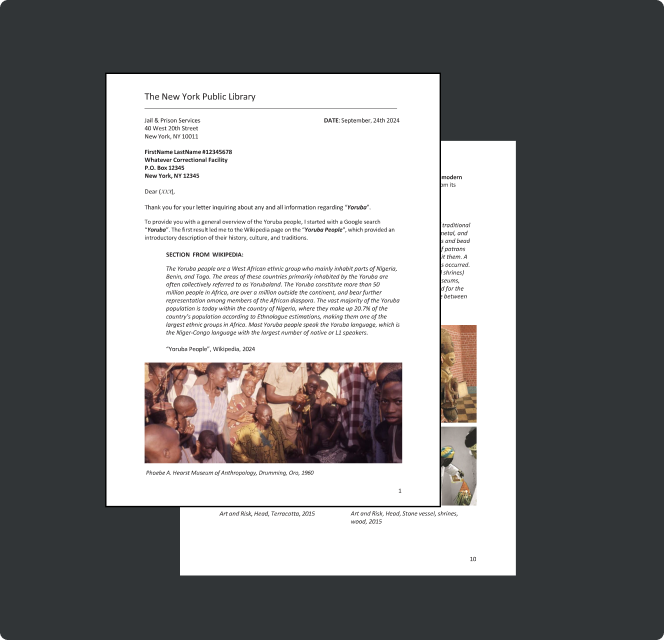 The New York Public Library
Jail & Prison Services
40 West 20th Street
New York, NY 10011
DATE: September, 24th 2024
FirstName LastName #12345678
Whatever Correctional Facility
P.O. Box 12345
New York, NY 12345
Dear (XXX),
Thank you for your letter inquiring about any and all information regarding “Yoruba”.
To provide you with a general overview of the Yoruba people, I started with a Google search
“Yoruba”. The first result led me to the Wikipedia page on the “Yoruba People”, which provided an
introductory description of their history, culture, and traditions.
SECTION FROM WIKIPEDIA:
The Yoruba people are a West African ethnic group who mainly inhabit parts of Nigeria,
Benin, and Togo. The areas of these countries primarily inhabited by the Yoruba are
often collectively referred to as Yorubaland. The Yoruba constitute more than 50
million people in Africa, are over a million outside the continent, and bear further
representation among members of the African diaspora. The vast majority of the Yoruba
population is today within the country of Nigeria, where they make up 20.7% of the
country's population according to Ethnologue estimations, making them one of the
largest ethnic groups in Africa. Most Yoruba people speak the Yoruba language, which is
the Niger-Congo language with the largest number of native or L1 speakers.
“Yoruba People”, Wikipedia, 2024
Phoebe A. Hearst Museum of Anthropology, Drumming, Oro, 1960
1
modern
om its
traditional
metal, and
s and bead
f patrons
it them. A
s occurred.
shrines)
seums,
d for the
between
Art and Risk, Head, Terracotta, 2015
Art and Risk, Head, Stone vessel, shrines,
wood, 2015
10